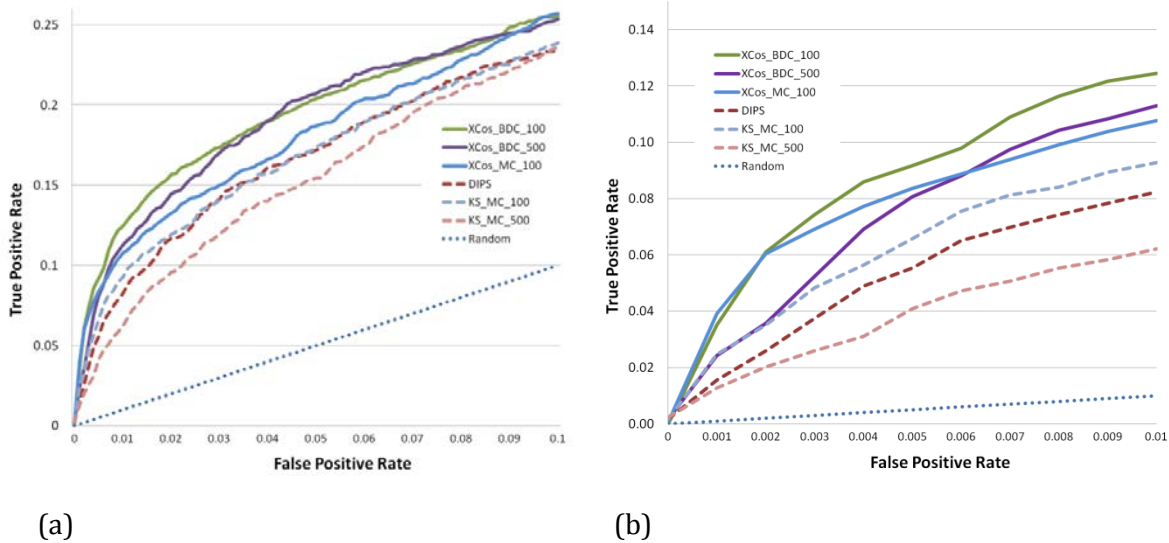 0.25
0.2
0.15
0.1
0.05
0
True Positive Rate
XCos_BDC_100
XCos_BDC_500
XCos_MC_100
DIPS
KS_MC_100
KS_MC_500
Random
0 0.01 0.02 0.03 0.04 0.05 0.06 0.07 0.08 0.09 0.1
False Positive Rate
(a)
0.14
0.12
0.10
0.08
0.06
0.04
0.02
0.00
True Positive Rate
XCos_BDC_100
XCos_BDC_500
XCos_MC_100
DIPS
KS_MC_100
KS_MC_500
Random
0 0.001 0.002 0.003 0.004 0.005 0.006 0.007 0.008 0.009 0.01
False Positive Rate
(b)